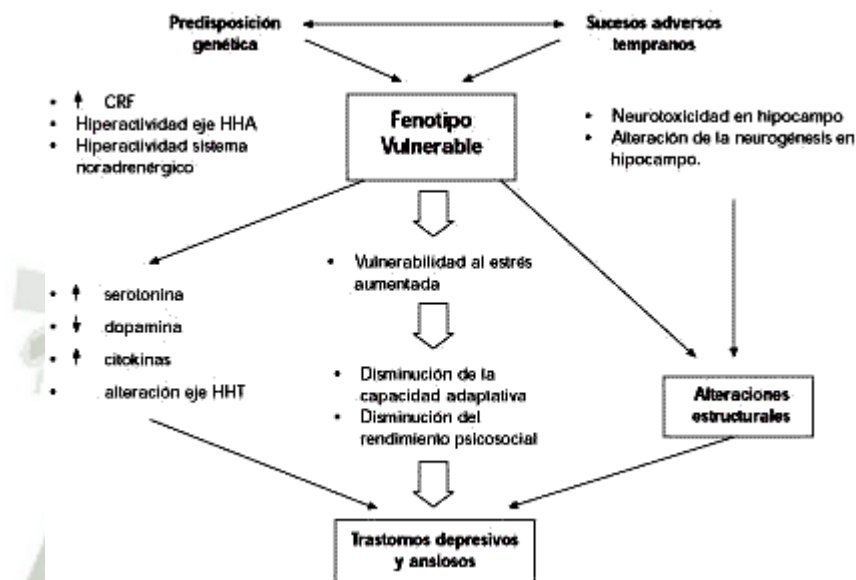 Predisposición
genética
Sucesos adversos
tempranos
• ↑ CRF
• Hiperactividad eje HHA
• Hiperactividad sistema
noradrenérgico
Fenotipo
Vulnerable
• Neurotoxicidad en hipocampo
• Alteración de la neurogénesis en
hipocampo.
• Vulnerabilidad al estrés
aumentada
• ↑ serotonina
• ↓ dopamina
• ↑ citokinas
• alteración eje HHT
• Disminución de la
capacidad adaptativa
• Disminución del
rendimiento psicosocial
Alteraciones
estructurales
Trastornos depresivos
y ansiosos